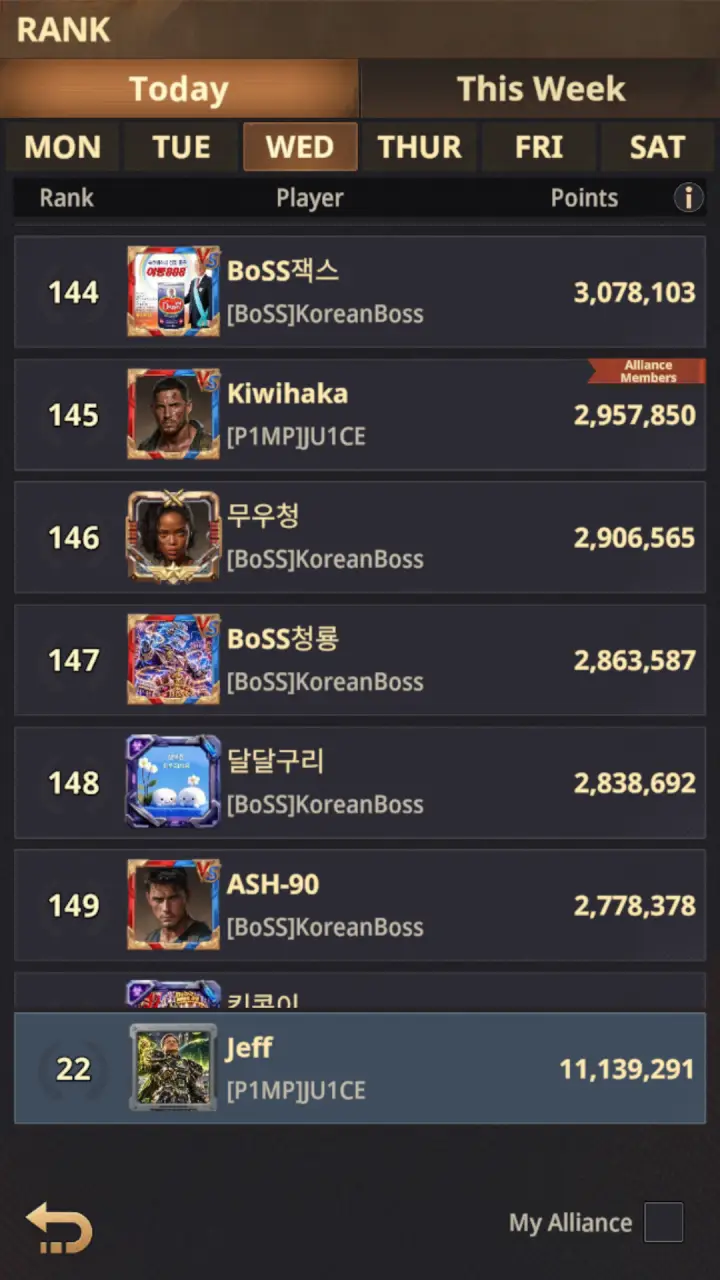 RANK
Today
This Week
MON
TUE
WED
THUR
FRI
SAT
Rank
Player
Points
144
BoSS잭스
[BoSS]KoreanBoss
3,078,103
145
Kiwihaka
[P1MP]JU1CE
Alliance
Members
2,957,850
146
무우청
[BoSS]KoreanBoss
2,906,565
147
BoSS청룡
[BoSS]KoreanBoss
2,863,587
148
달달구리
[BoSS]KoreanBoss
2,838,692
149
ASH-90
[BoSS]KoreanBoss
2,778,378
22
Jeff
[P1MP]JU1CE
11,139,291
My Alliance